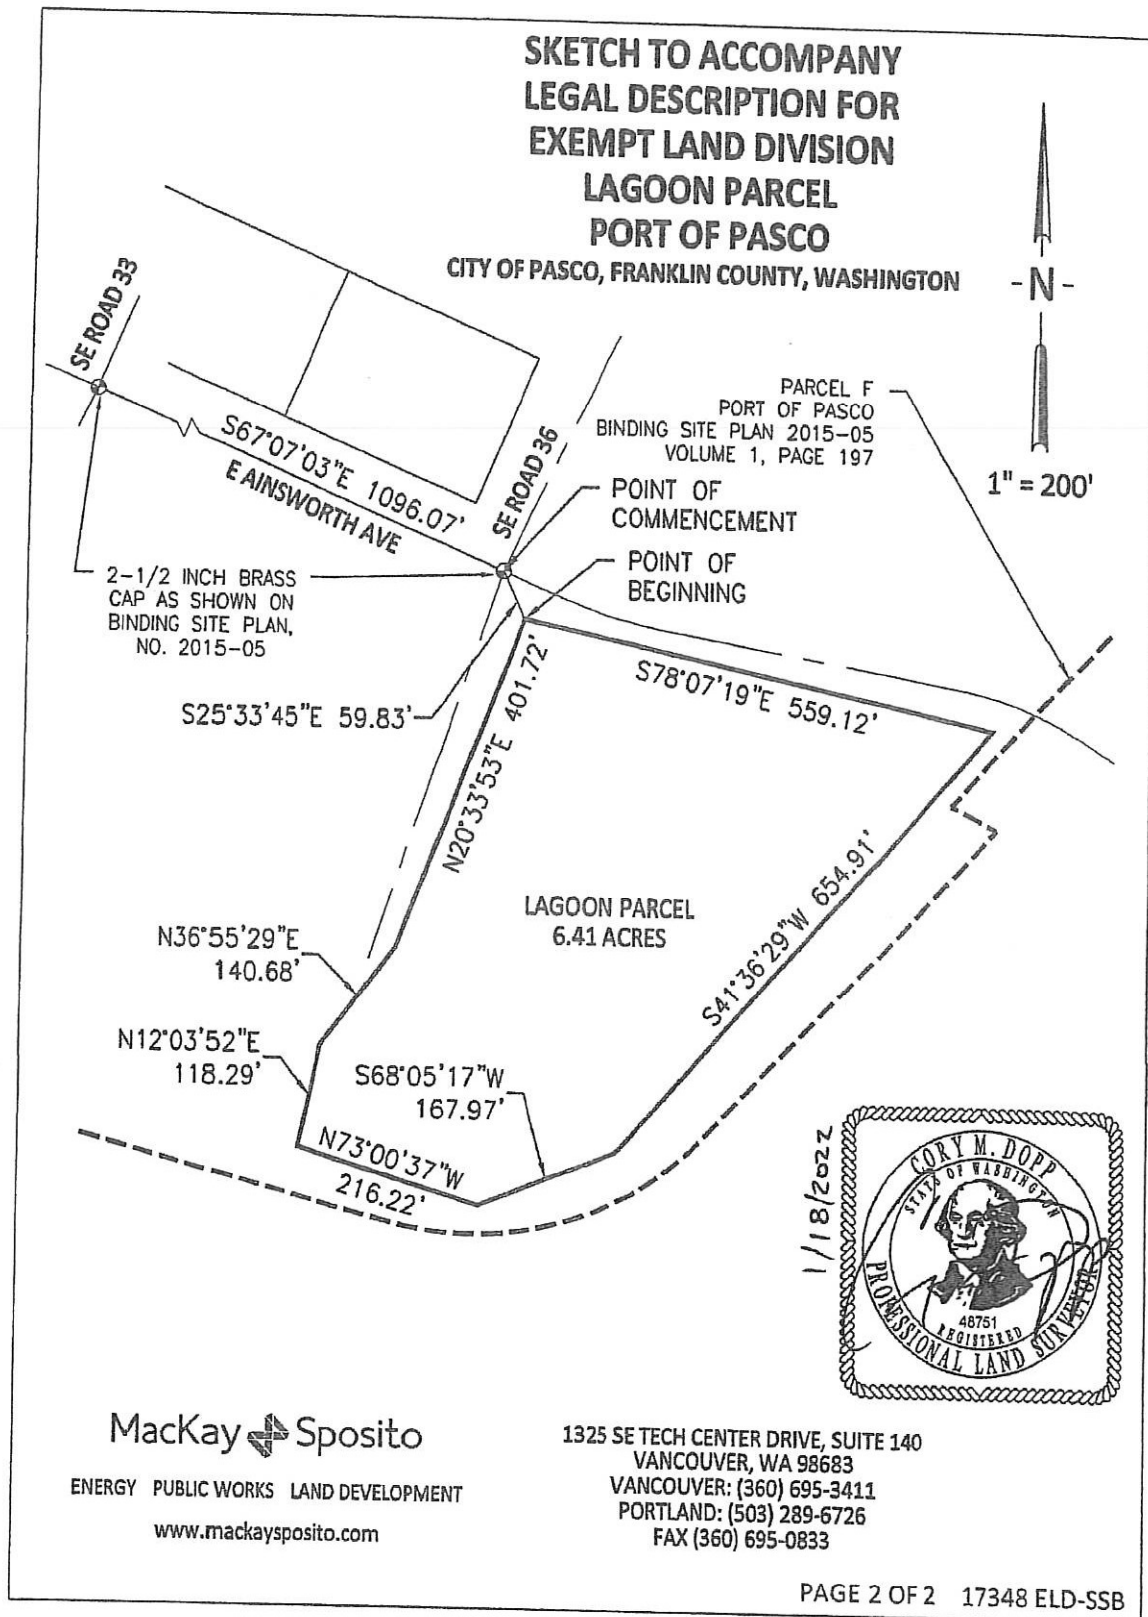 SKETCH TO ACCOMPANY
LEGAL DESCRIPTION FOR
EXEMPT LAND DIVISION
LAGOON PARCEL
PORT OF PASCO
CITY OF PASCO, FRANKLIN COUNTY, WASHINGTON
-N-
1" = 200'
SE ROAD 33
PARCEL F
PORT OF PASCO
BINDING SITE PLAN 2015-05
VOLUME 1, PAGE 197
S67°07'03"E 1096.07'
E AINSWORTH AVE
SE ROAD 36
POINT OF
COMMENCEMENT
POINT OF
BEGINNING
2-1/2 INCH BRASS
CAP AS SHOWN ON
BINDING SITE PLAN,
NO. 2015-05
S25°33'45"E 59.83'
N20°33'53"E 401.72'
S78°07'19"E 559.12'
S41°36'29"W 654.91'
LAGOON PARCEL
6.41 ACRES
N36°55'29"E
140.68'
N12°03'52"E
118.29'
S68°05'17"W
167.97'
N73°00'37"W
216.22'
1/18/2022
CORY M. DOPP
STATE OF WASHINGTON
48751
REGISTERED
PROFESSIONAL LAND SURVEYOR
MacKay Sposito
ENERGY PUBLIC WORKS LAND DEVELOPMENT
www.mackaysposito.com
1325 SE TECH CENTER DRIVE, SUITE 140
VANCOUVER, WA 98683
VANCOUVER: (360) 695-3411
PORTLAND: (503) 289-6726
FAX (360) 695-0833
PAGE 2 OF 2 17348 ELD-SSB